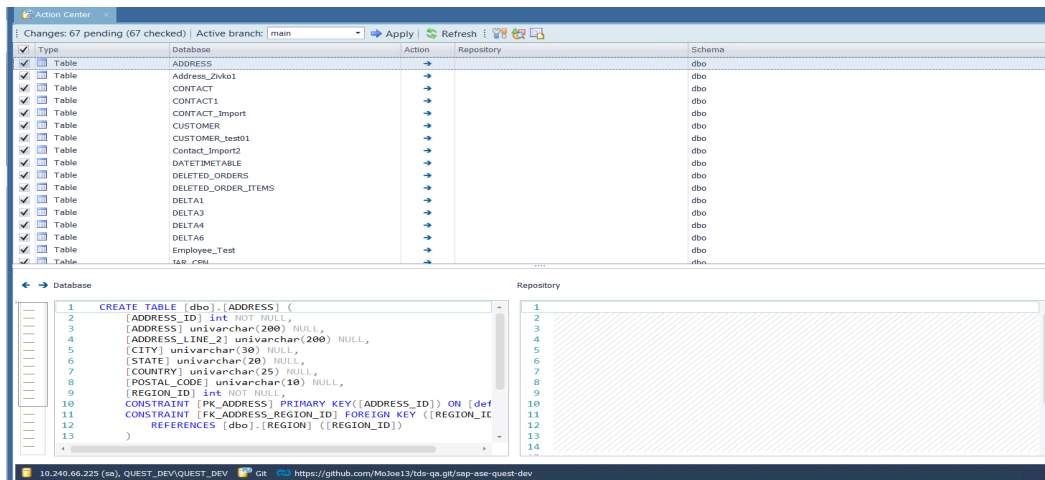 Action Center
Changes: 67 pending (67 checked) Active branch: main Apply Refresh
Type Database Action Repository Schema
Table ADDRESS dbo
Table Address_Zivko1 dbo
Table CONTACT dbo
Table CONTACT1 dbo
Table CONTACT_Import dbo
Table CUSTOMER dbo
Table CUSTOMER_test01 dbo
Table Contact_Import2 dbo
Table DATETIMETABLE dbo
Table DELETED_ORDERS dbo
Table DELETED_ORDER_ITEMS dbo
Table DELTA1 dbo
Table DELTA3 dbo
Table DELTA4 dbo
Table DELTA6 dbo
Table Employee_Test dbo
Table IAR_CPN dbo
Database Repository
1 CREATE TABLE [dbo].[ADDRESS] ( 1
2 [ADDRESS_ID] int NOT NULL, 2
3 [ADDRESS] univarchar(200) NULL, 3
4 [ADDRESS_LINE_2] univarchar(200) NULL, 4
5 [CITY] univarchar(30) NULL, 5
6 [STATE] univarchar(20) NULL, 6
7 [COUNTRY] univarchar(25) NULL, 7
8 [POSTAL_CODE] univarchar(10) NULL, 8
9 [REGION_ID] int NOT NULL, 9
10 CONSTRAINT [PK_ADDRESS] PRIMARY KEY([ADDRESS_ID]) ON [def 10
11 CONSTRAINT [FK_ADDRESS_REGION_ID] FOREIGN KEY ([REGION_ID 11
12 REFERENCES [dbo].[REGION] ([REGION_ID]) 12
13 ) 13
14
10.240.66.225 (sa), QUEST_DEV\QUEST_DEV Git https://github.com/MoJoe13/tds-qa.git/sap-ase-quest-dev